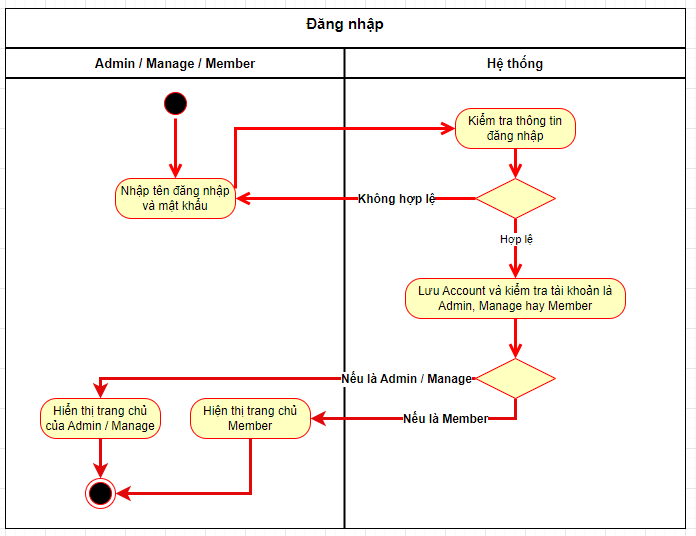 Đăng nhập
Admin / Manage / Member
Hệ thống
Kiểm tra thông tin
đăng nhập
Nhập tên đăng nhập
và mật khẩu
Không hợp lệ
Hợp lệ
Lưu Account và kiểm tra tài khoản là
Admin, Manage hay Member
Nếu là Admin / Manage
Nếu là Member
Hiển thị trang chủ
của Admin / Manage
Hiện thị trang chủ
Member